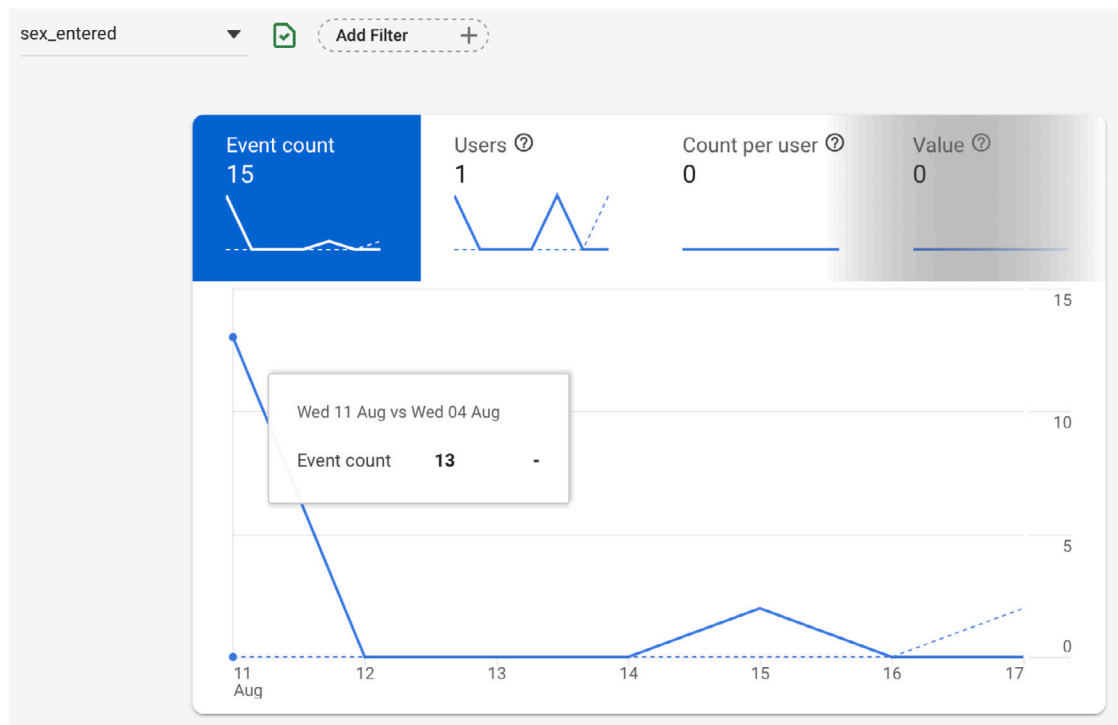 sex_entered
Add Filter
Event count
15
Users
1
Count per user
0
Value
0
15
10
5
0
Wed 11 Aug vs Wed 04 Aug
Event count 13 -
11 12 13 14 15 16 17
Aug